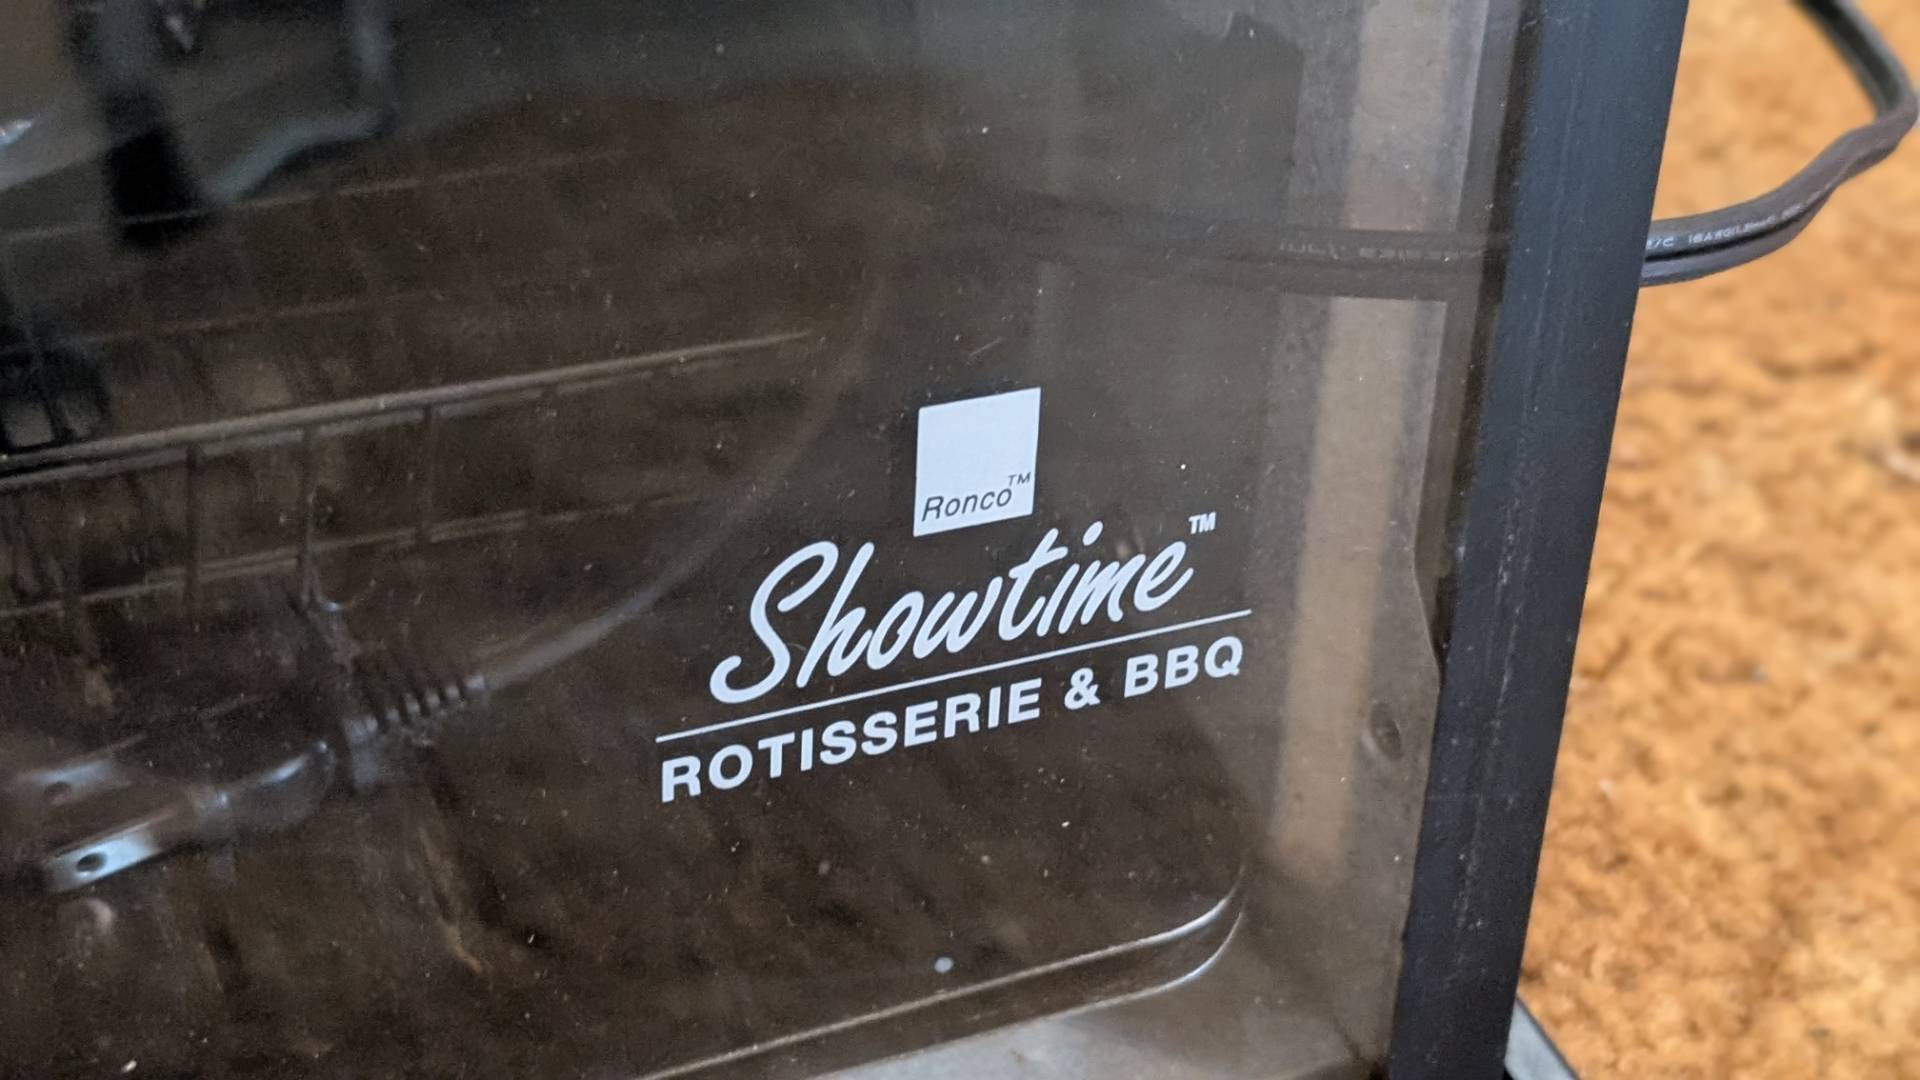 Ronco™
Showtime™
ROTISSERIE & BBQ